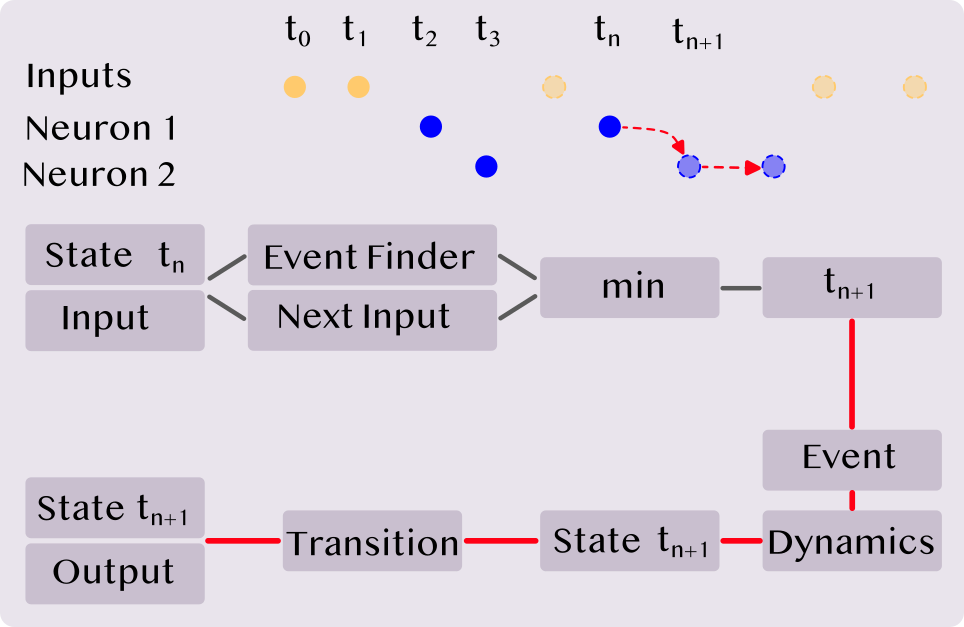 t₀ t₁ t₂ t₃ tₙ tₙ₊₁
Inputs
Neuron 1
Neuron 2
State tₙ
Input
Event Finder
Next Input
min
tₙ₊₁
Event
Dynamics
State tₙ₊₁
Transition
State tₙ₊₁
Output